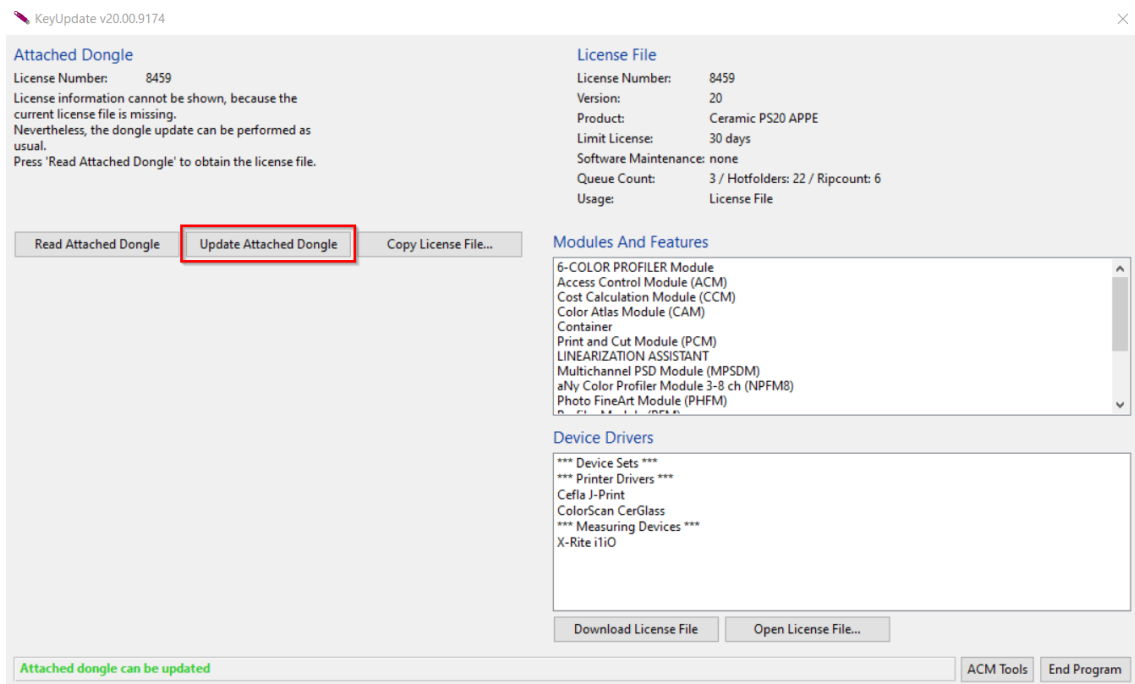 KeyUpdate v20.00.9174
Attached Dongle
License Number: 8459
License information cannot be shown, because the
current license file is missing.
Nevertheless, the dongle update can be performed as
usual.
Press 'Read Attached Dongle' to obtain the license file.
Read Attached Dongle
Update Attached Dongle
Copy License File...
License File
License Number: 8459
Version: 20
Product: Ceramic PS20 APPE
Limit License: 30 days
Software Maintenance: none
Queue Count: 3 / Hotfolders: 22 / Ripcount: 6
Usage: License File
Modules And Features
6-COLOR PROFILER Module
Access Control Module (ACM)
Cost Calculation Module (CCM)
Color Atlas Module (CAM)
Container
Print and Cut Module (PCM)
LINEARIZATION ASSISTANT
Multichannel PSD Module (MPSDM)
aNy Color Profiler Module 3-8 ch (NPFM8)
Photo FineArt Module (PHFM)
Device Drivers
*** Device Sets ***
*** Printer Drivers ***
Cefla J-Print
ColorScan CerGlass
*** Measuring Devices ***
X-Rite i1iO
Download License File
Open License File...
Attached dongle can be updated
ACM Tools
End Program